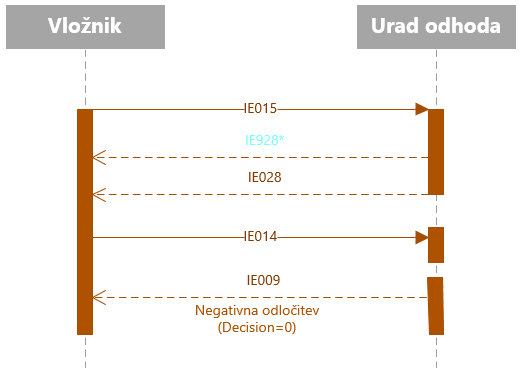 Vložnik
Urad odhoda
IE015
IE928*
IE028
IE014
IE009
Negativna odločitev
(Decision=0)